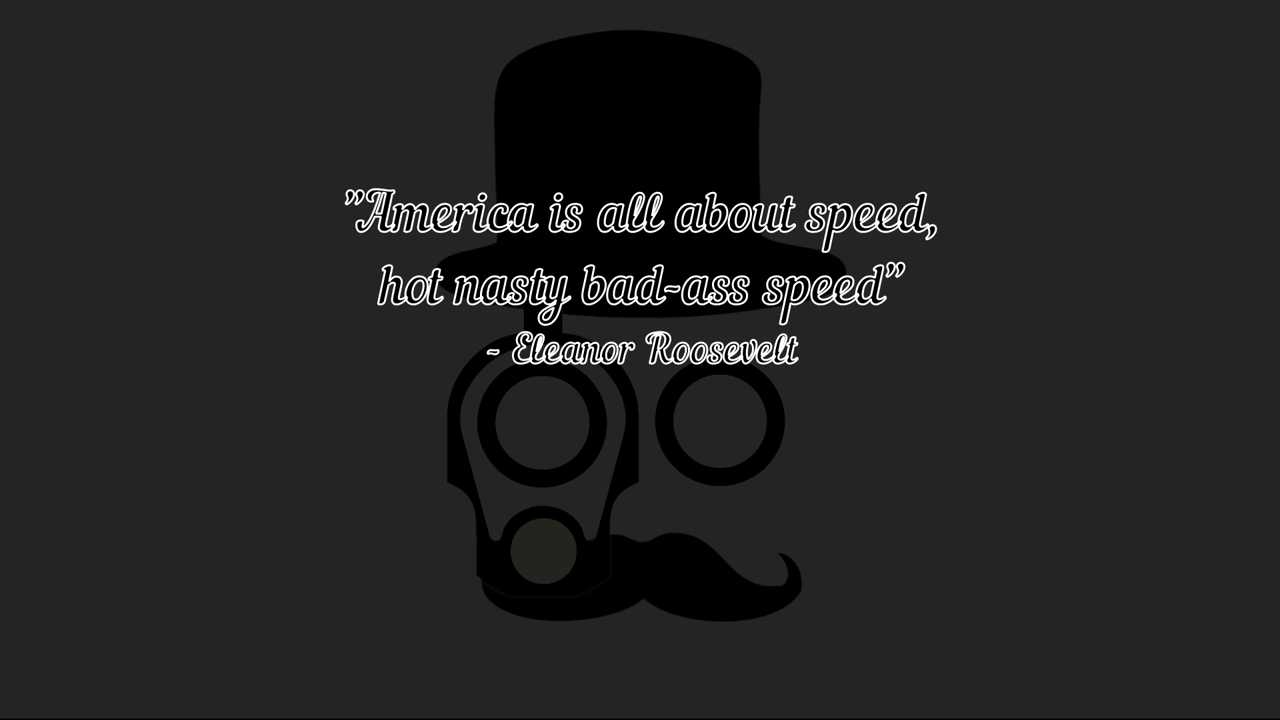 ”America is all about speed,
hot nasty bad-ass speed”
~ Eleanor Roosevelt